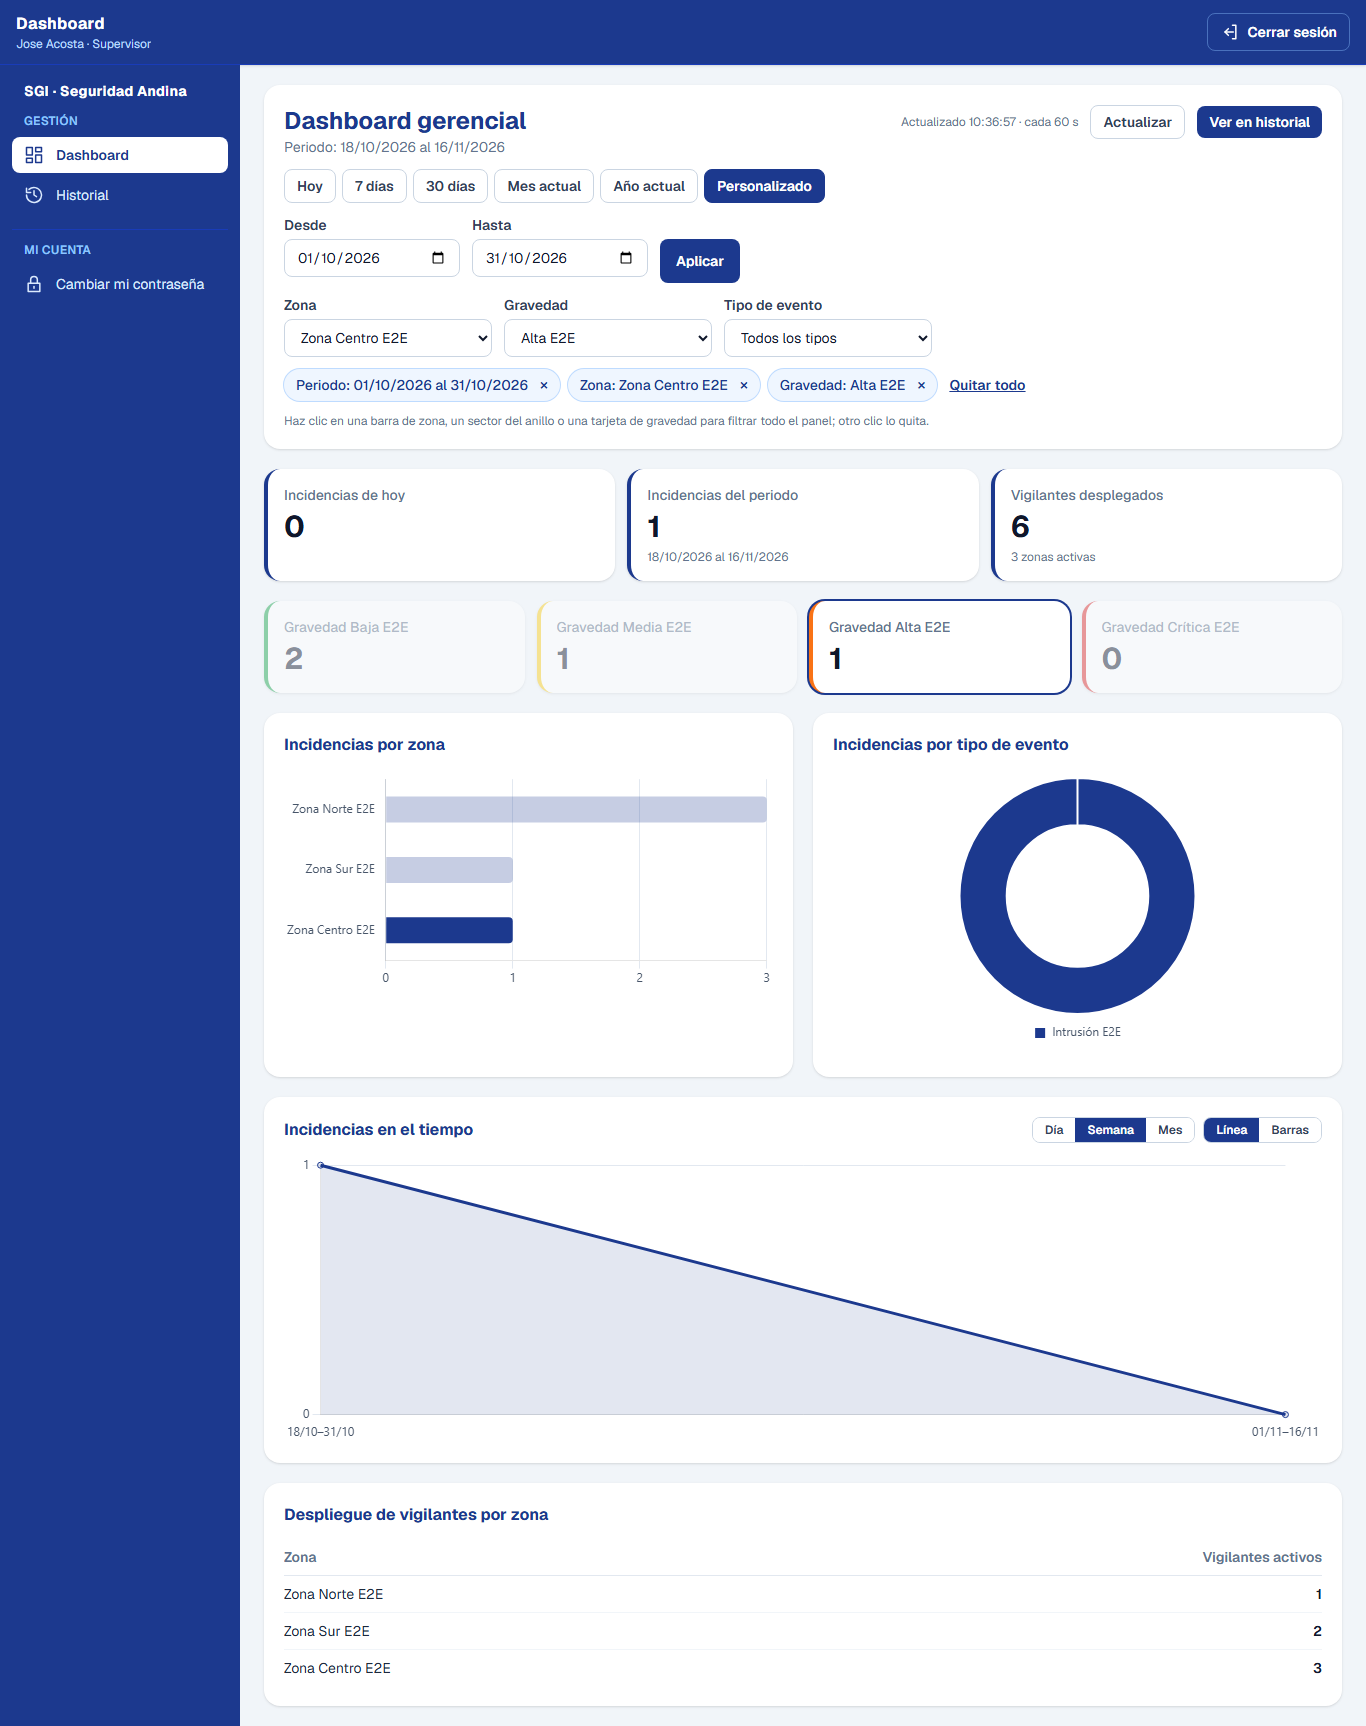 Dashboard
Jose Acosta · Supervisor
Cerrar sesión
SGI · Seguridad Andina
GESTIÓN
Dashboard
Historial
MI CUENTA
Cambiar mi contraseña
Dashboard gerencial
Actualizado 10:36:57 · cada 60 s
Actualizar
Ver en historial
Periodo: 18/10/2026 al 16/11/2026
Hoy
7 días
30 días
Mes actual
Año actual
Personalizado
Desde
Hasta
01/10/2026
31/10/2026
Aplicar
Zona
Gravedad
Tipo de evento
Zona Centro E2E
Alta E2E
Todos los tipos
Periodo: 01/10/2026 al 31/10/2026 ×
Zona: Zona Centro E2E ×
Gravedad: Alta E2E ×
Quitar todo
Haz clic en una barra de zona, un sector del anillo o una tarjeta de gravedad para filtrar todo el panel; otro clic lo quita.
Incidencias de hoy
0
Incidencias del periodo
1
18/10/2026 al 16/11/2026
Vigilantes desplegados
6
3 zonas activas
Gravedad Baja E2E
2
Gravedad Media E2E
1
Gravedad Alta E2E
1
Gravedad Crítica E2E
0
Incidencias por zona
Zona Norte E2E
Zona Sur E2E
Zona Centro E2E
0 1 2 3
Incidencias por tipo de evento
Intrusión E2E
Incidencias en el tiempo
Día
Semana
Mes
Línea
Barras
1
0
18/10–31/10
01/11–16/11
Despliegue de vigilantes por zona
Zona Vigilantes activos
Zona Norte E2E 1
Zona Sur E2E 2
Zona Centro E2E 3